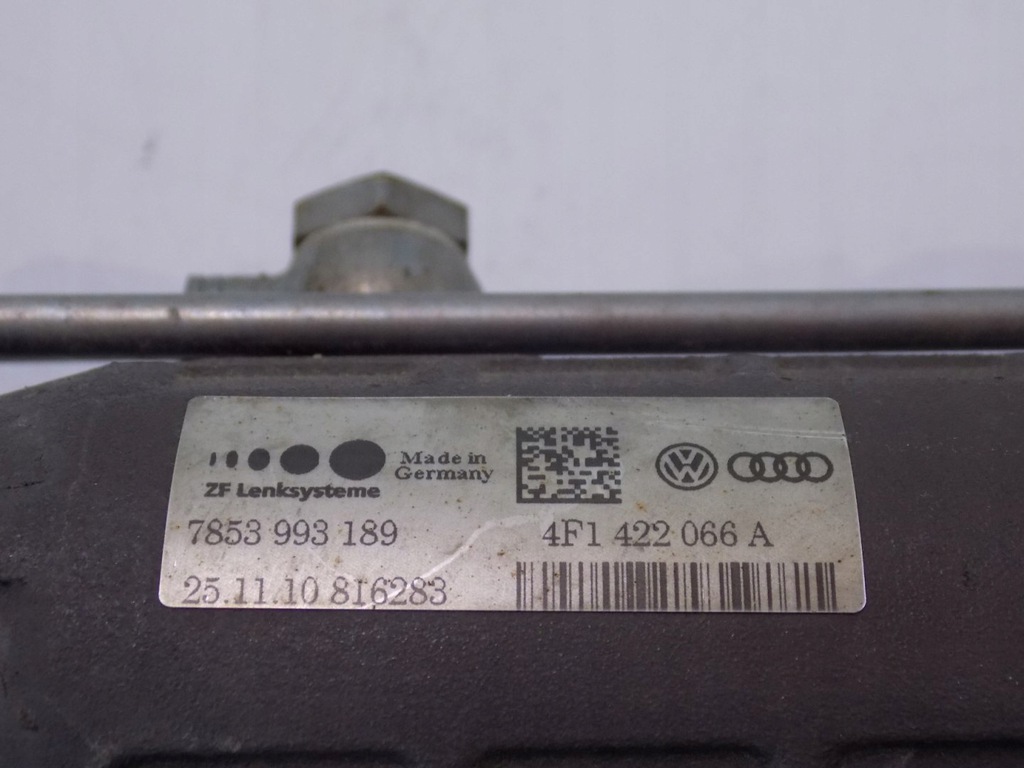 Made in
Germany
ZF Lenksysteme
7853 993 189
4F1 422 066 A
25.11.10 816283